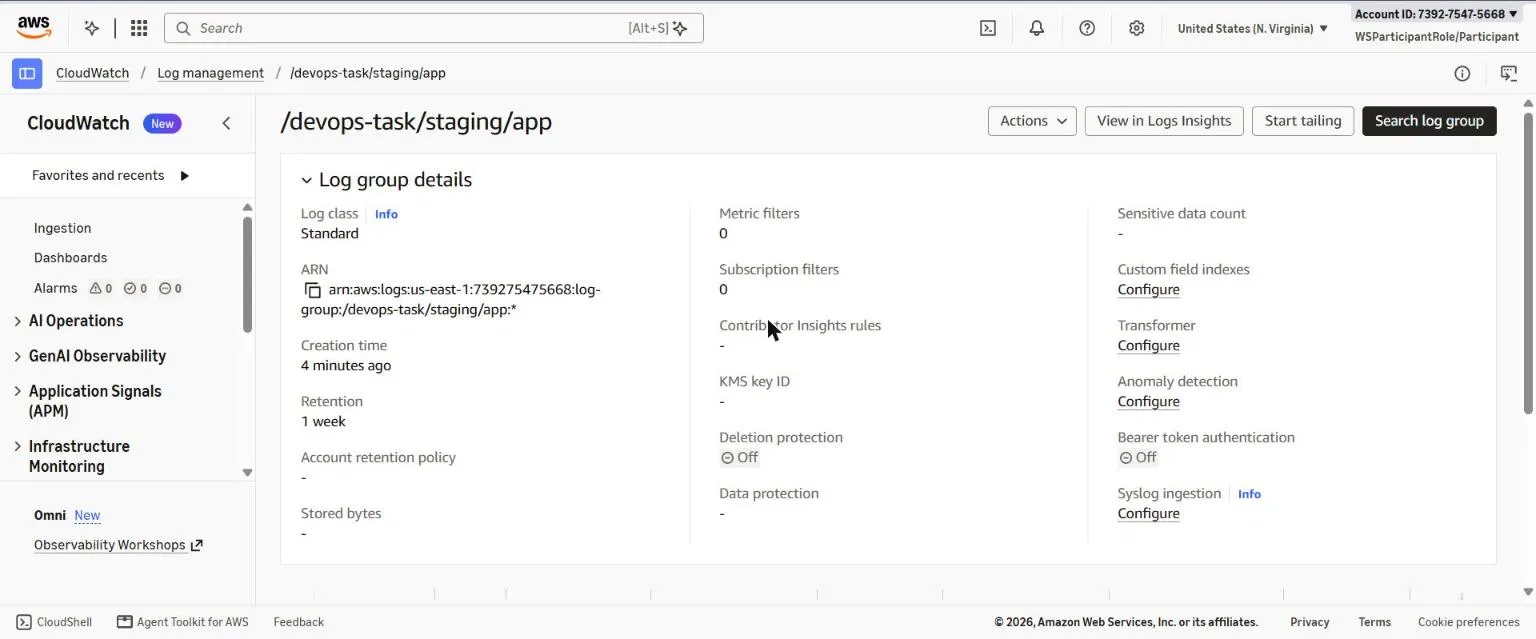 aws
Search
[Alt+S]
United States (N. Virginia) ▼
Account ID: 7392-7547-5668 ▼
WSParticipantRole/Participant
CloudWatch / Log management / /devops-task/staging/app
CloudWatch New
Favorites and recents
Ingestion
Dashboards
Alarms 0 0 0
AI Operations
GenAI Observability
Application Signals
(APM)
Infrastructure
Monitoring
Omni New
Observability Workshops
/devops-task/staging/app
Actions
View in Logs Insights
Start tailing
Search log group
Log group details
Log class Info
Standard
ARN
arn:aws:logs:us-east-1:739275475668:log-
group:/devops-task/staging/app:*
Creation time
4 minutes ago
Retention
1 week
Account retention policy
-
Stored bytes
-
Metric filters
0
Subscription filters
0
Contributor Insights rules
-
KMS key ID
-
Deletion protection
Off
Data protection
-
Sensitive data count
-
Custom field indexes
Configure
Transformer
Configure
Anomaly detection
Configure
Bearer token authentication
Off
Syslog ingestion Info
Configure
CloudShell
Agent Toolkit for AWS
Feedback
© 2026, Amazon Web Services, Inc. or its affiliates.
Privacy
Terms
Cookie preferences